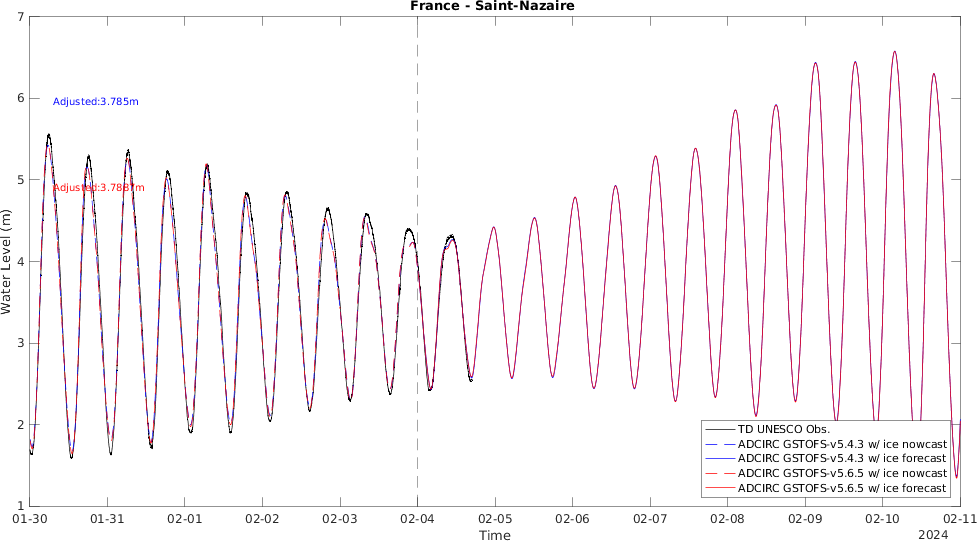 France - Saint-Nazaire
7
6
5
4
3
2
1
Water Level (m)
Adjusted:3.785m
Adjusted:3.7887m
TD UNESCO Obs.
ADCIRC GSTOFS-v5.4.3 w/ ice nowcast
ADCIRC GSTOFS-v5.4.3 w/ ice forecast
ADCIRC GSTOFS-v5.6.5 w/ ice nowcast
ADCIRC GSTOFS-v5.6.5 w/ ice forecast
01-30 01-31 02-01 02-02 02-03 02-04 02-05 02-06 02-07 02-08 02-09 02-10 02-11
Time
2024